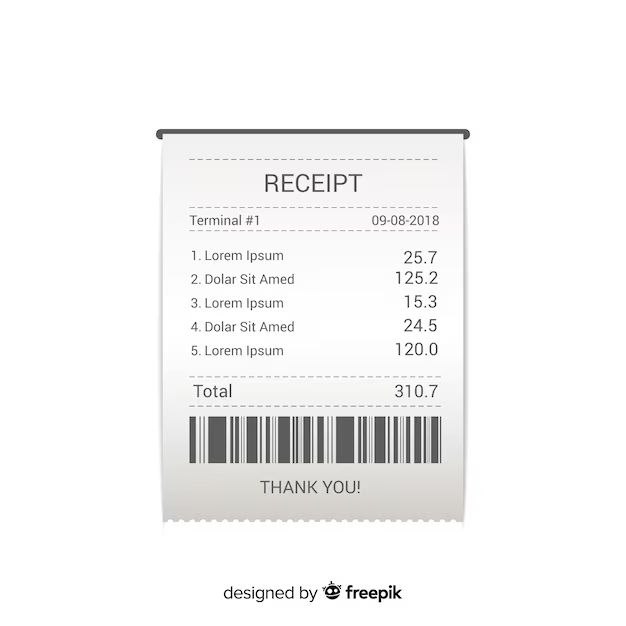 RECEIPT
Terminal #1 09-08-2018
1. Lorem Ipsum 25.7
2. Dolar Sit Amed 125.2
3. Lorem Ipsum 15.3
4. Dolar Sit Amed 24.5
5. Lorem Ipsum 120.0
Total 310.7
THANK YOU!
designed by freepik